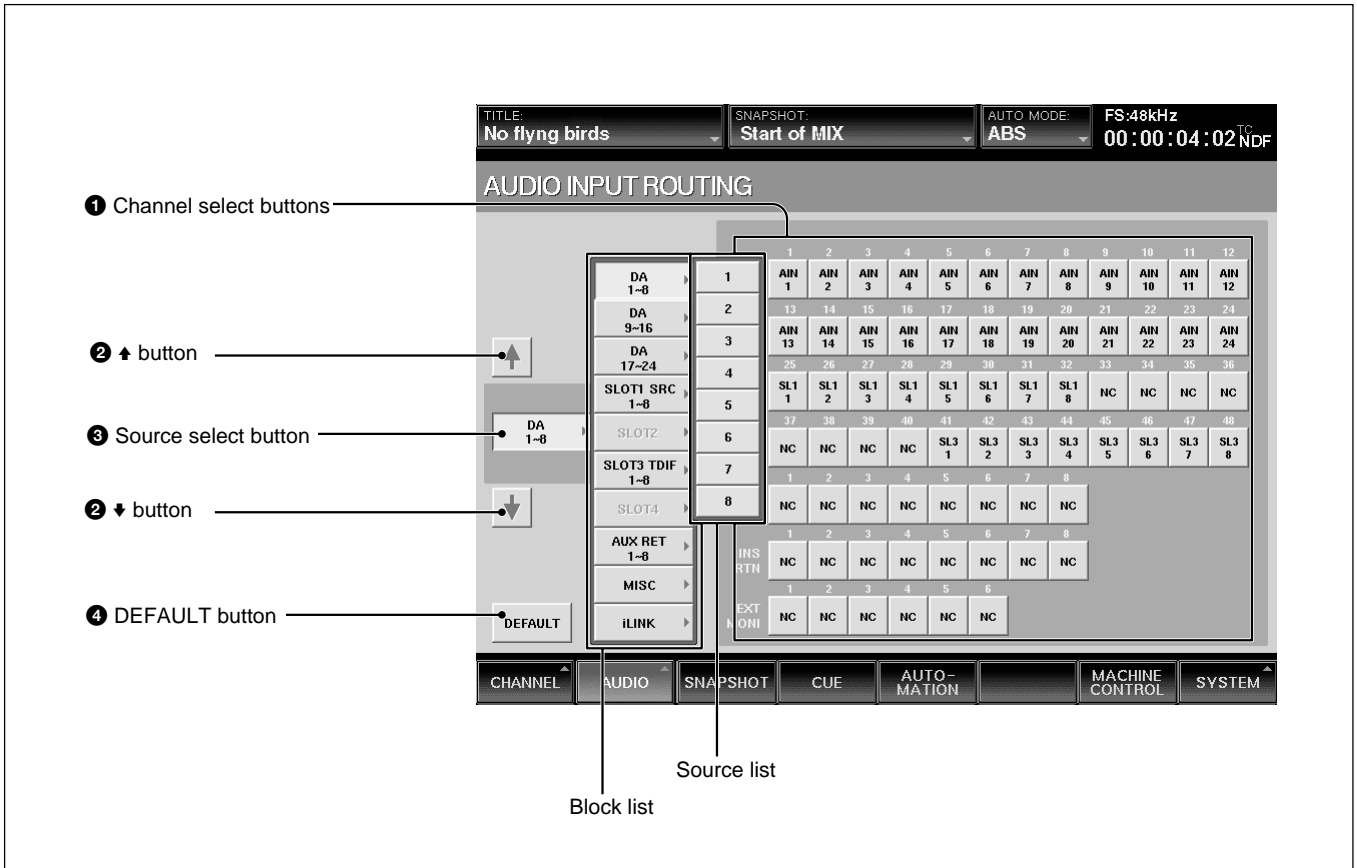 TITLE:
No flyng birds
SNAPSHOT:
Start of MIX
AUTO MODE:
ABS
FS:48kHz
00:00:04:02 TC NDF
AUDIO INPUT ROUTING
❶ Channel select buttons
❷ ↑ button
❸ Source select button
❷ ↓ button
❹ DEFAULT button
DA
1~8
DEFAULT
DA
1~8
DA
9~16
DA
17~24
SLOT1 SRC
1~8
SLOT2
SLOT3 TDIF
1~8
SLOT4
AUX RET
1~8
MISC
iLINK
1
2
3
4
5
6
7
8
1 2 3 4 5 6 7 8 9 10 11 12
AIN AIN AIN AIN AIN AIN AIN AIN AIN AIN AIN AIN
1 2 3 4 5 6 7 8 9 10 11 12
13 14 15 16 17 18 19 20 21 22 23 24
AIN AIN AIN AIN AIN AIN AIN AIN AIN AIN AIN AIN
13 14 15 16 17 18 19 20 21 22 23 24
25 26 27 28 29 30 31 32 33 34 35 36
SL1 SL1 SL1 SL1 SL1 SL1 SL1 SL1 NC NC NC NC
1 2 3 4 5 6 7 8
37 38 39 40 41 42 43 44 45 46 47 48
NC NC NC NC SL3 SL3 SL3 SL3 SL3 SL3 SL3 SL3
1 2 3 4 5 6 7 8
1 2 3 4 5 6 7 8
NC NC NC NC NC NC NC NC
1 2 3 4 5 6 7 8
INS
RTN
NC NC NC NC NC NC NC NC
1 2 3 4 5 6
EXT
MONI
NC NC NC NC NC NC
CHANNEL
AUDIO
SNAPSHOT
CUE
AUTO-
MATION
MACHINE
CONTROL
SYSTEM
Source list
Block list